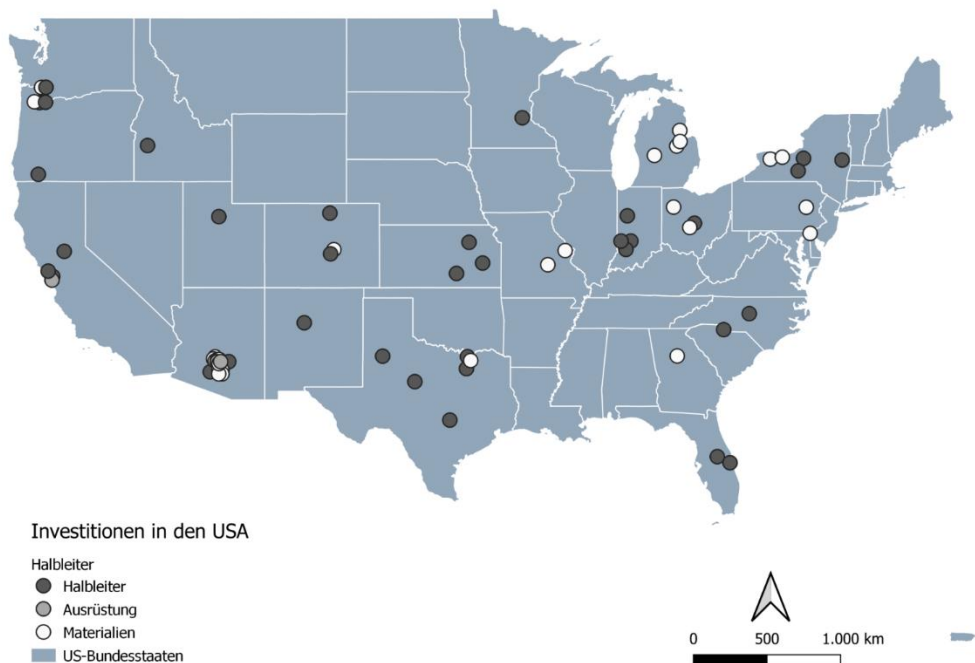 Investitionen in den USA
Halbleiter
Halbleiter
Ausrüstung
Materialien
US-Bundesstaaten
0 500 1.000 km